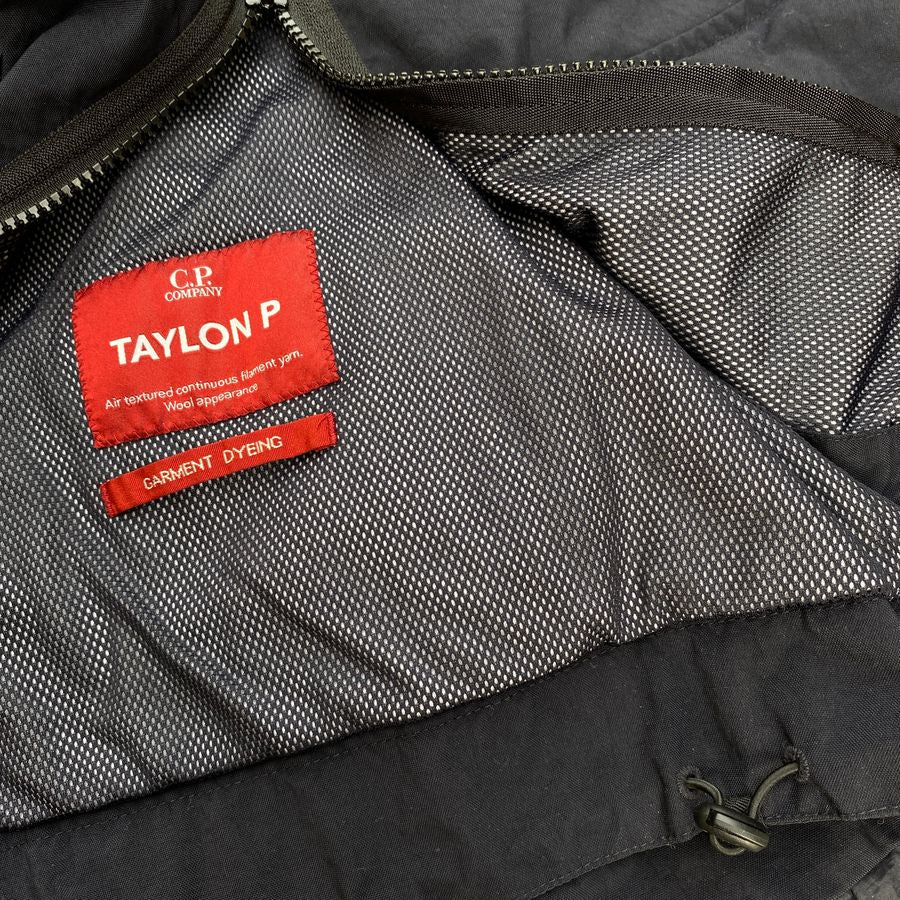 C.P.
COMPANY
TAYLON P
Air textured continuous filament yarn.
Wool appearance
GARMENT DYEING